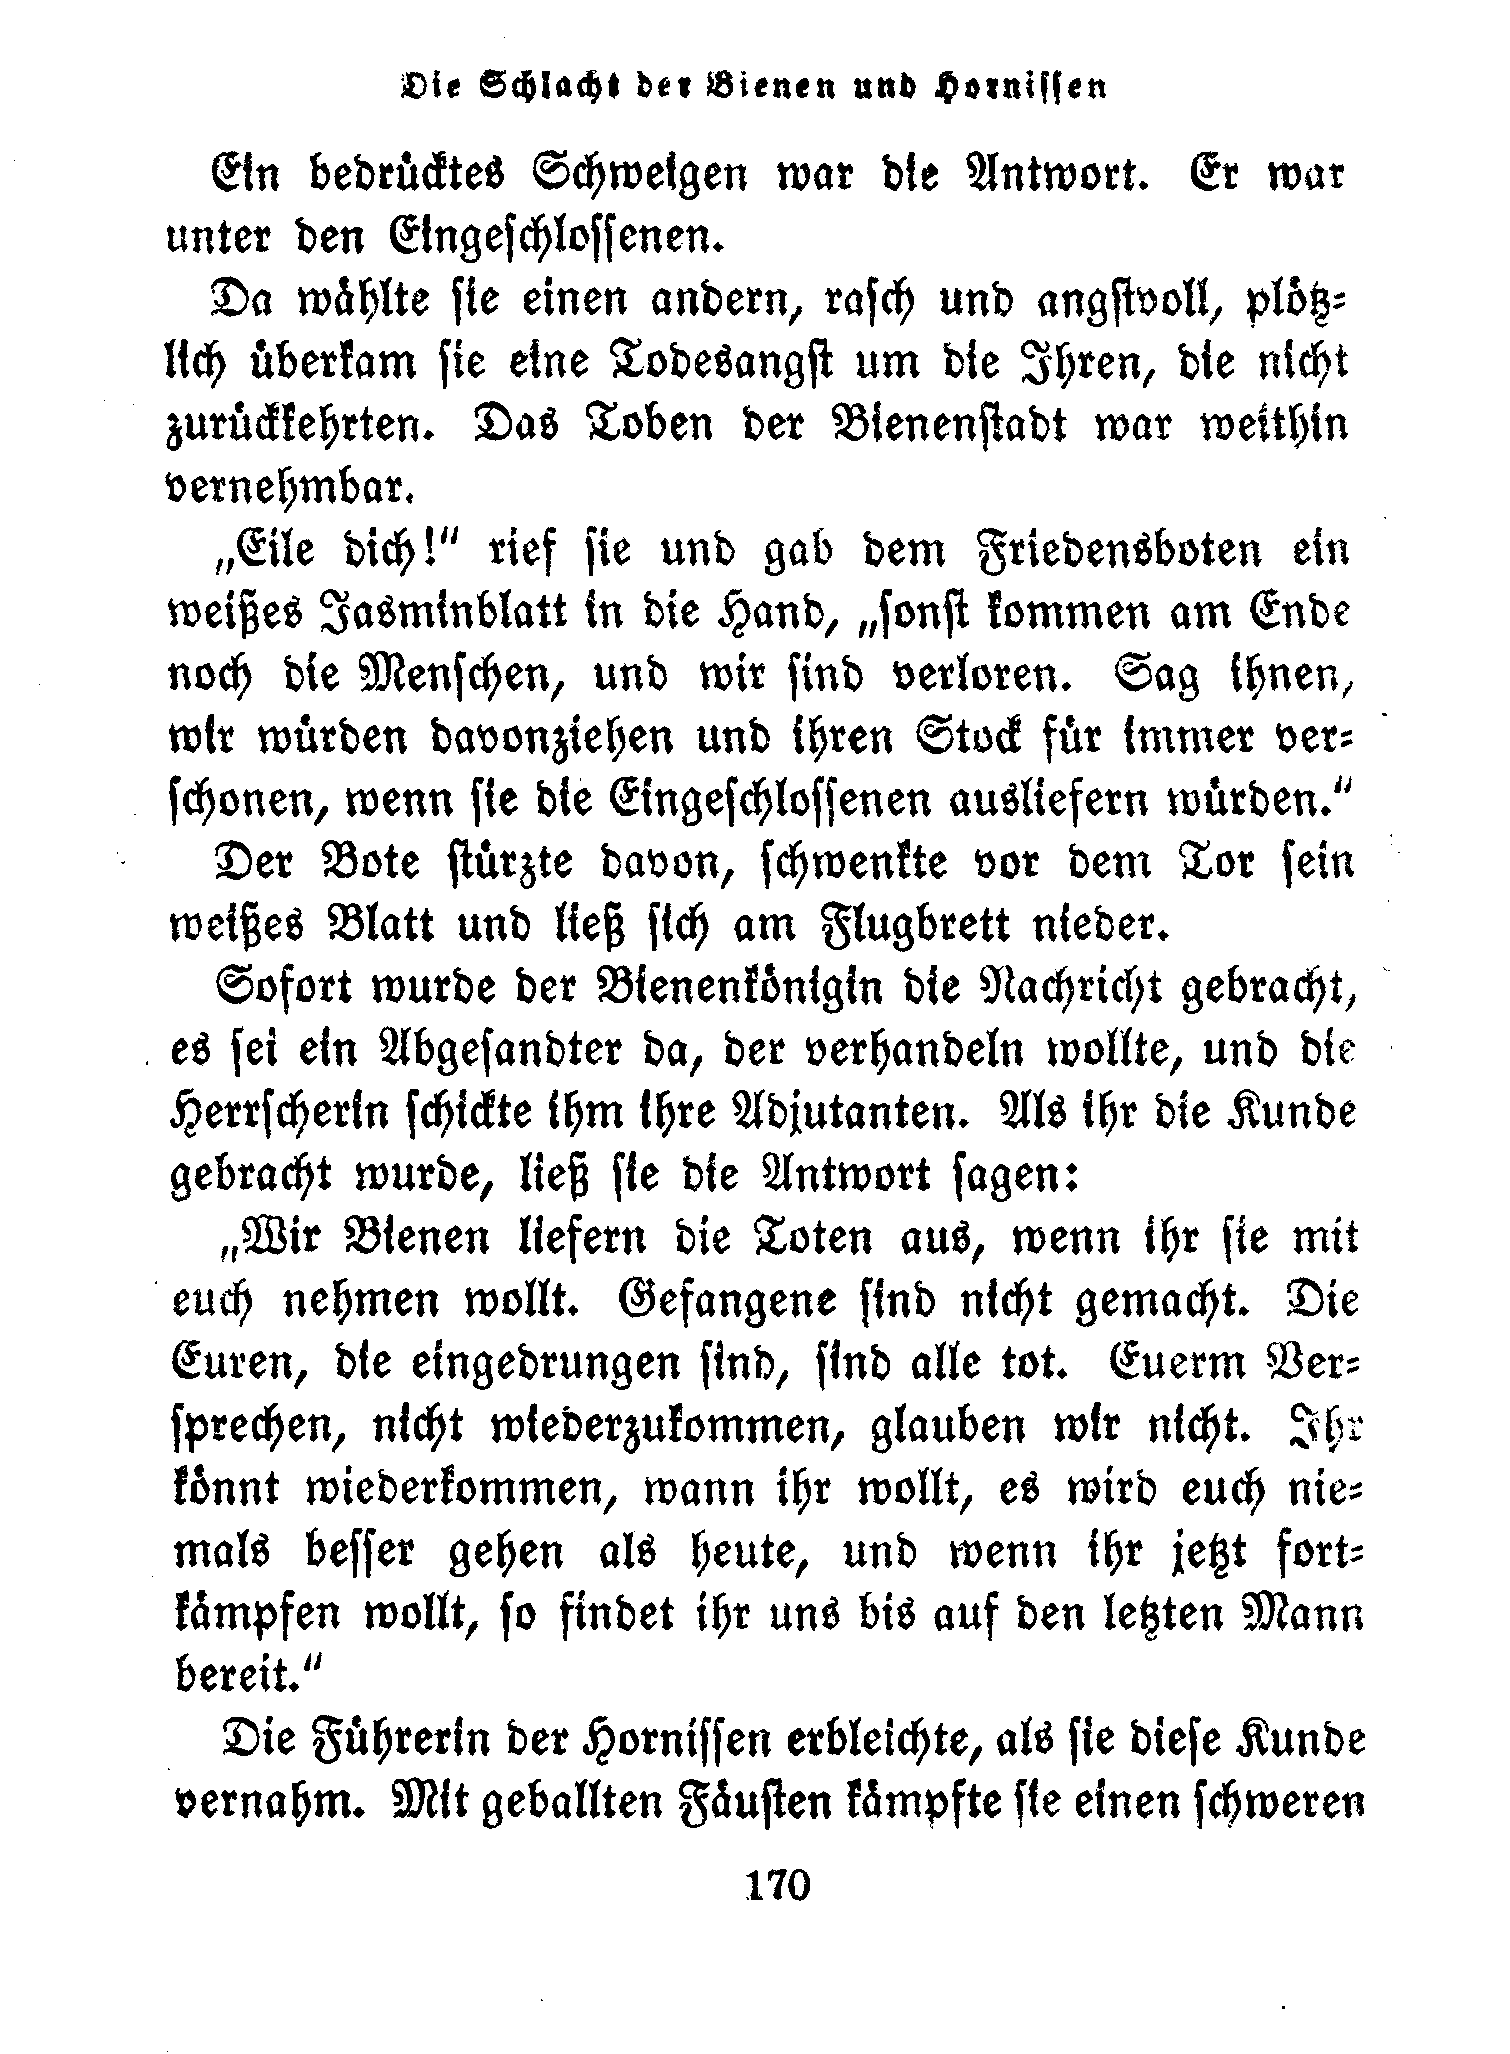 Die Schlacht der Bienen und Hornissen
Ein bedrücktes Schweigen war die Antwort. Er war
unter den Eingeschlossenen.
Da wählte sie einen andern, rasch und angstvoll, plötz-
lich überkam sie eine Todesangst um die Ihren, die nicht
zurückkehrten. Das Toben der Bienenstadt war weithin
vernehmbar.
„Eile dich!“ rief sie und gab dem Friedensboten ein
weißes Jasminblatt in die Hand, „sonst kommen am Ende
noch die Menschen, und wir sind verloren. Sag ihnen,
wir würden davonziehen und ihren Stock für immer ver-
schonen, wenn sie die Eingeschlossenen ausliefern würden.“
Der Bote stürzte davon, schwenkte vor dem Tor sein
weißes Blatt und ließ sich am Flugbrett nieder.
Sofort wurde der Bienenkönigin die Nachricht gebracht,
es sei ein Abgesandter da, der verhandeln wollte, und die
Herrscherin schickte ihm ihre Adjutanten. Als ihr die Kunde
gebracht wurde, ließ sie die Antwort sagen:
„Wir Bienen liefern die Toten aus, wenn ihr sie mit
euch nehmen wollt. Gefangene sind nicht gemacht. Die
Euren, die eingedrungen sind, sind alle tot. Euerm Ver-
sprechen, nicht wiederzukommen, glauben wir nicht. Ihr
könnt wiederkommen, wann ihr wollt, es wird euch nie-
mals besser gehen als heute, und wenn ihr jetzt fort-
kämpfen wollt, so findet ihr uns bis auf den letzten Mann
bereit.“
Die Führerin der Hornissen erbleichte, als sie diese Kunde
vernahm. Mit geballten Fäusten kämpfte sie einen schweren
170